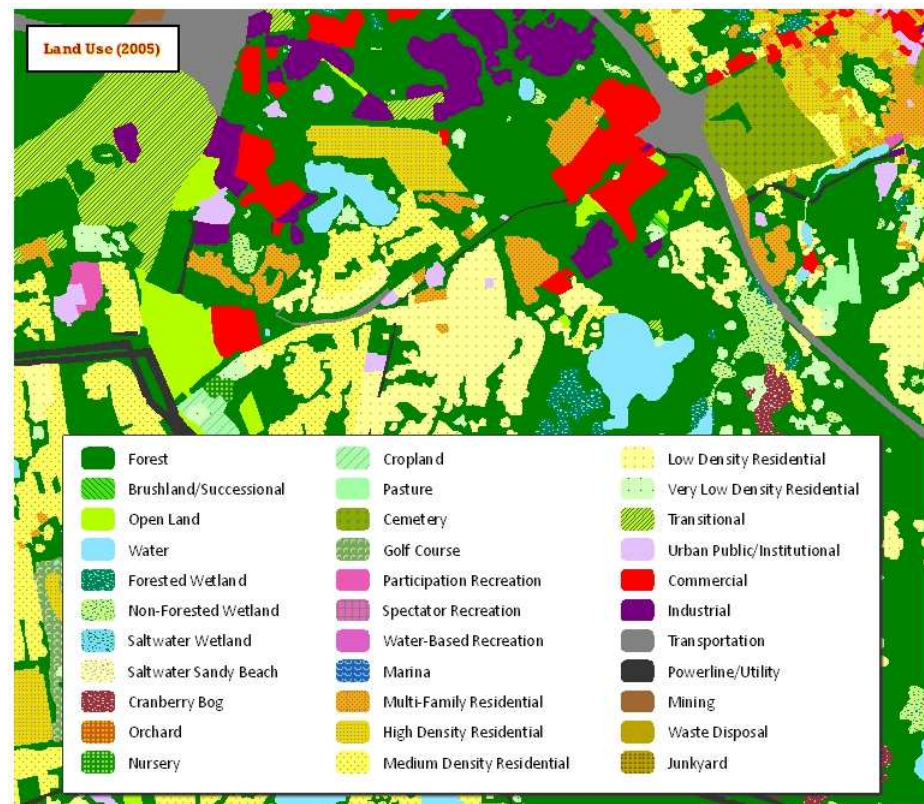 Land Use (2005)
Forest
Brushland/Successional
Open Land
Water
Forested Wetland
Non-Forested Wetland
Saltwater Wetland
Saltwater Sandy Beach
Cranberry Bog
Orchard
Nursery
Cropland
Pasture
Cemetery
Golf Course
Participation Recreation
Spectator Recreation
Water-Based Recreation
Marina
Multi-Family Residential
High Density Residential
Medium Density Residential
Low Density Residential
Very Low Density Residential
Transitional
Urban Public/Institutional
Commercial
Industrial
Transportation
Powerline/Utility
Mining
Waste Disposal
Junkyard